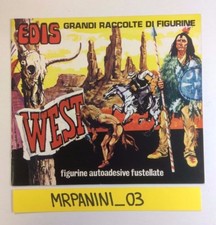 EDIS
GRANDI RACCOLTE DI FIGURINE
WEST
figurine autoadesive fustellate
MRPANINI_03